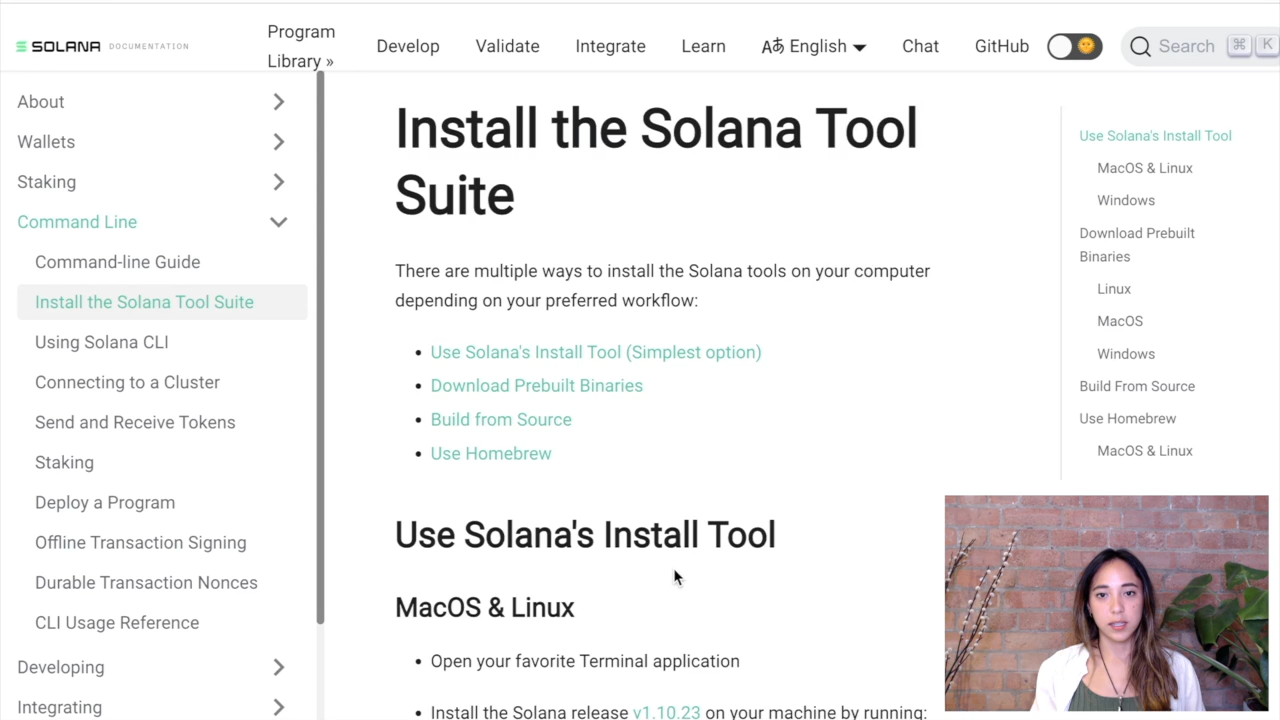 SOLANA DOCUMENTATION
Program Library »
Develop
Validate
Integrate
Learn
Aあ English
Chat
GitHub
Search
⌘ K
About
Wallets
Staking
Command Line
Command-line Guide
Install the Solana Tool Suite
Using Solana CLI
Connecting to a Cluster
Send and Receive Tokens
Staking
Deploy a Program
Offline Transaction Signing
Durable Transaction Nonces
CLI Usage Reference
Developing
Integrating
Install the Solana Tool
Suite
There are multiple ways to install the Solana tools on your computer
depending on your preferred workflow:
• Use Solana's Install Tool (Simplest option)
• Download Prebuilt Binaries
• Build from Source
• Use Homebrew
Use Solana's Install Tool
MacOS & Linux
• Open your favorite Terminal application
• Install the Solana release v1.10.23 on your machine by running:
Use Solana's Install Tool
MacOS & Linux
Windows
Download Prebuilt
Binaries
Linux
MacOS
Windows
Build From Source
Use Homebrew
MacOS & Linux